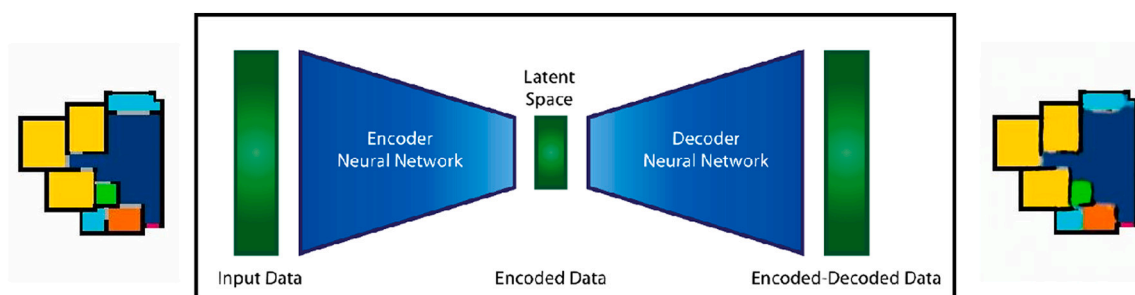 Latent
Space
Encoder
Neural Network
Decoder
Neural Network
Input Data
Encoded Data
Encoded-Decoded Data